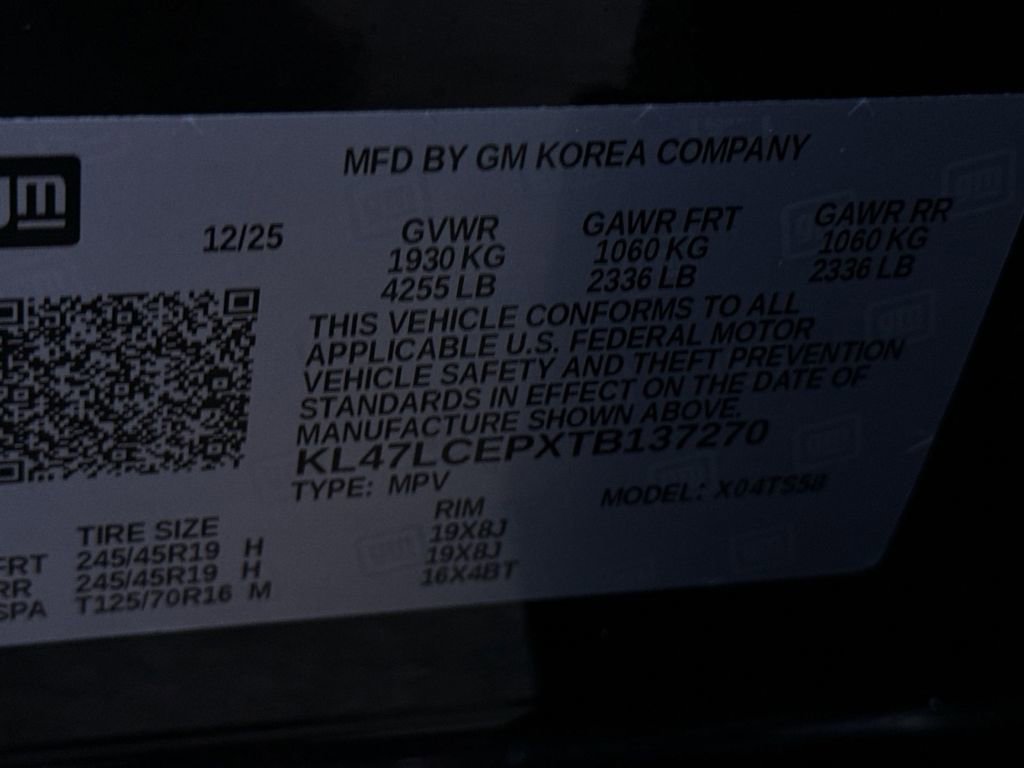 gm
MFD BY GM KOREA COMPANY
12/25
GVWR GAWR FRT GAWR RR
1930 KG 1060 KG 1060 KG
4255 LB 2336 LB 2336 LB
THIS VEHICLE CONFORMS TO ALL
APPLICABLE U.S. FEDERAL MOTOR
VEHICLE SAFETY AND THEFT PREVENTION
STANDARDS IN EFFECT ON THE DATE OF
MANUFACTURE SHOWN ABOVE.
KL47LCEPXTB137270
TYPE: MPV MODEL: X04TS58
TIRE SIZE RIM
FRT 245/45R19 H 19X8J
RR 245/45R19 H 19X8J
SPA T125/70R16 M 16X4BT